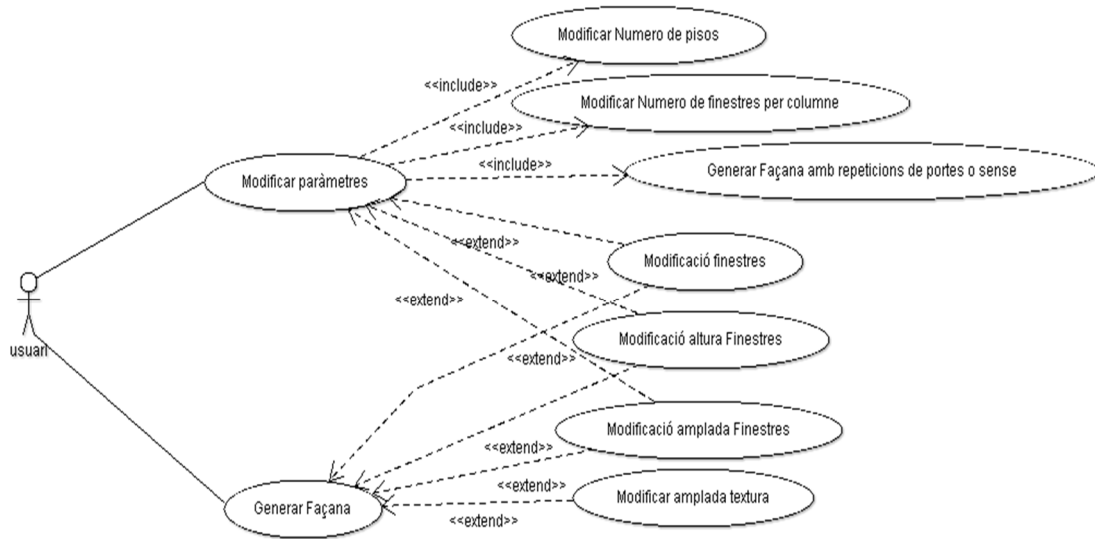 Modificar Numero de pisos
<<include>>
Modificar Numero de finestres per columne
<<include>>
<<include>>
Generar Façana amb repeticions de portes o sense
Modificar paràmetres
<<extend>>
Modificació finestres
<<extend>>
<<extend>>
Modificació altura Finestres
usuari
<<extend>>
Modificació amplada Finestres
<<extend>>
<<extend>>
Modificar amplada textura
Generar Façana
<<extend>>